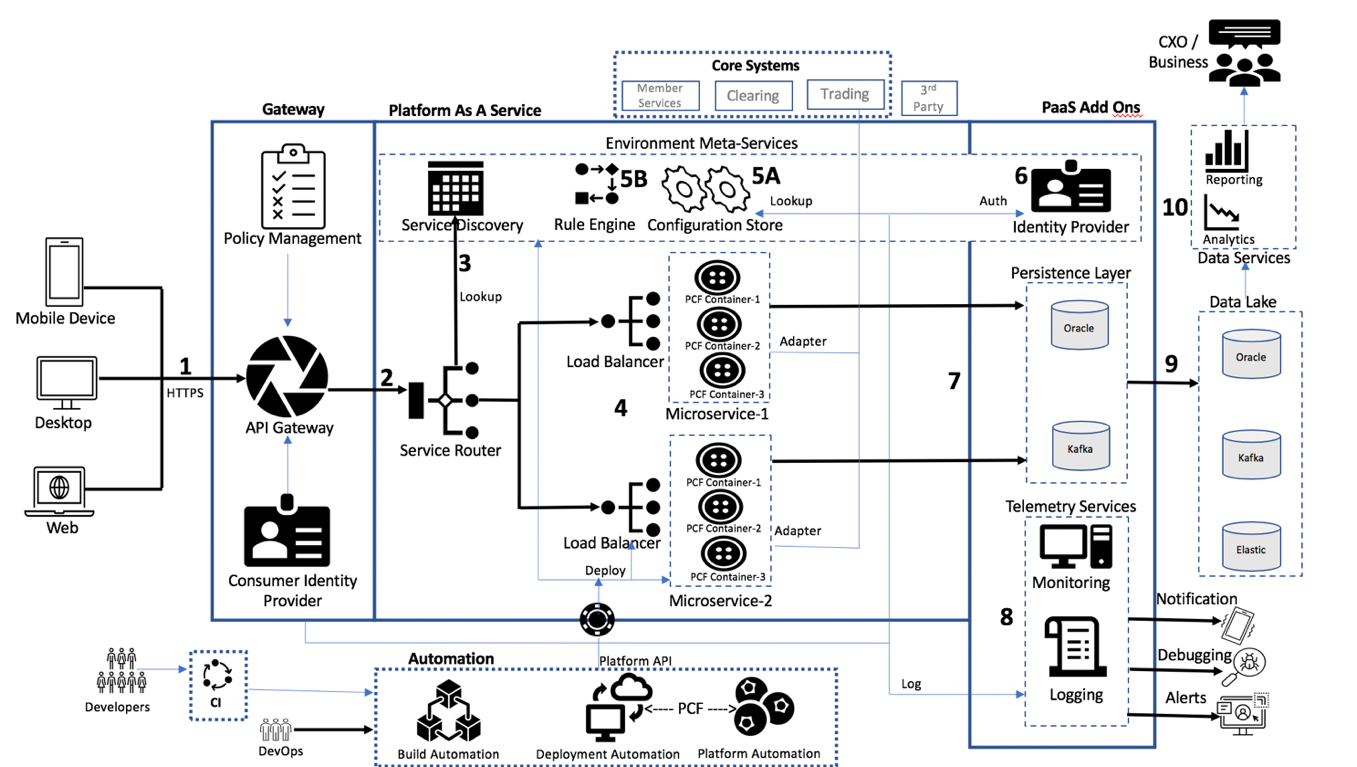 CXO /
Business
Core Systems
Member
Services
Clearing
Trading
3rd
Party
Gateway
Platform As A Service
PaaS Add Ons
Environment Meta-Services
Policy Management
Service Discovery
5B
Rule Engine
5A
Configuration Store
Lookup
Auth
6
Identity Provider
10
Reporting
Analytics
Data Services
3
Lookup
Mobile Device
1
HTTPS
Desktop
Web
API Gateway
Consumer Identity
Provider
2
Service Router
Load Balancer
4
Load Balancer
PCF Container-1
PCF Container-2
PCF Container-3
Microservice-1
Adapter
PCF Container-1
PCF Container-2
PCF Container-3
Microservice-2
Adapter
Deploy
7
Persistence Layer
Oracle
Kafka
9
Data Lake
Oracle
Kafka
Elastic
Telemetry Services
Monitoring
8
Logging
Log
Notification
Debugging
Alerts
Developers
CI
DevOps
Automation
Platform API
<---- PCF ---->
Build Automation
Deployment Automation
Platform Automation